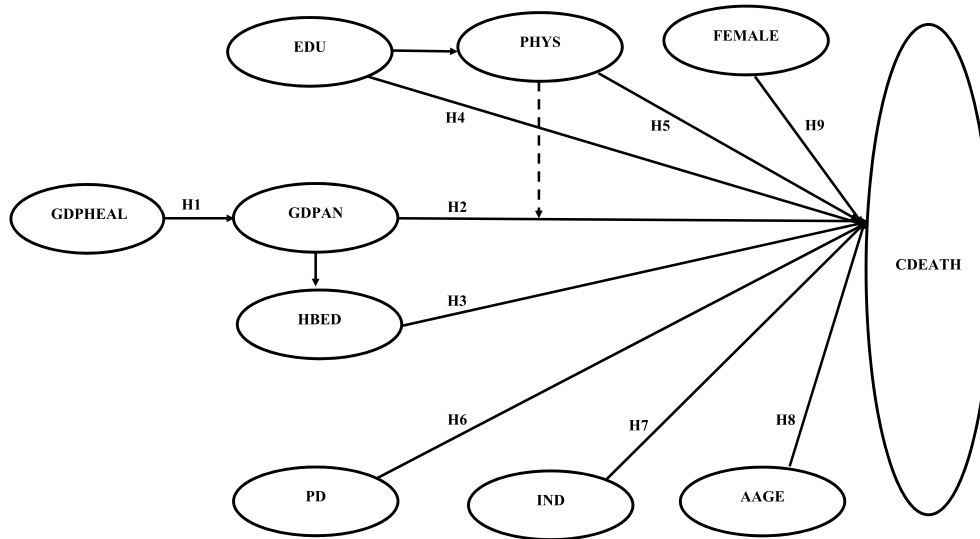 EDU
PHYS
FEMALE
H4
H5
H9
GDPHEAL
H1
GDPAN
H2
CDEATH
HBED
H3
H6
H7
H8
PD
IND
AAGE